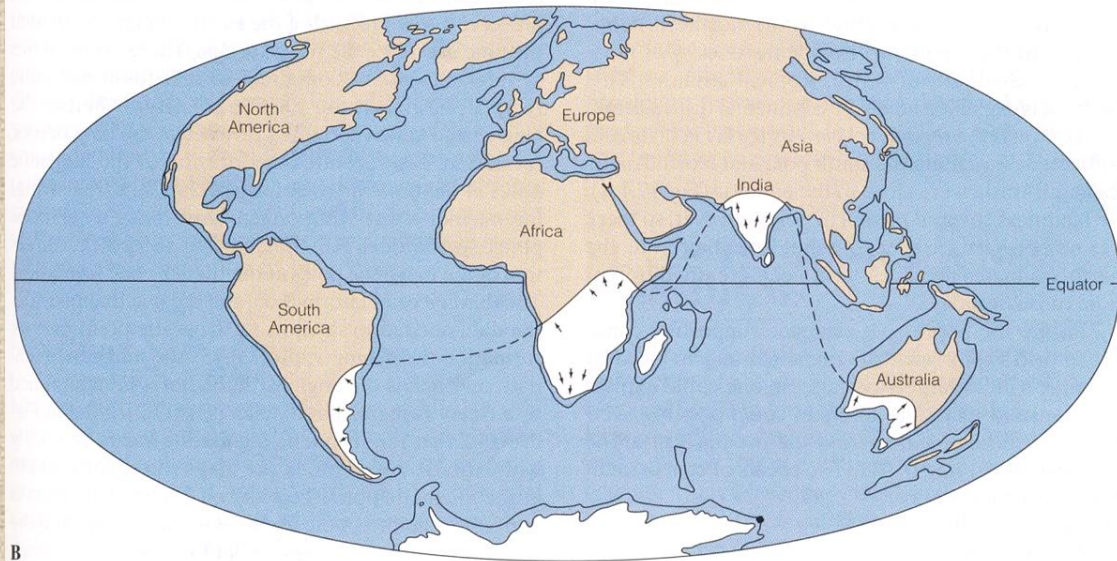 North
America
Europe
Asia
India
Africa
Equator
South
America
Australia
B